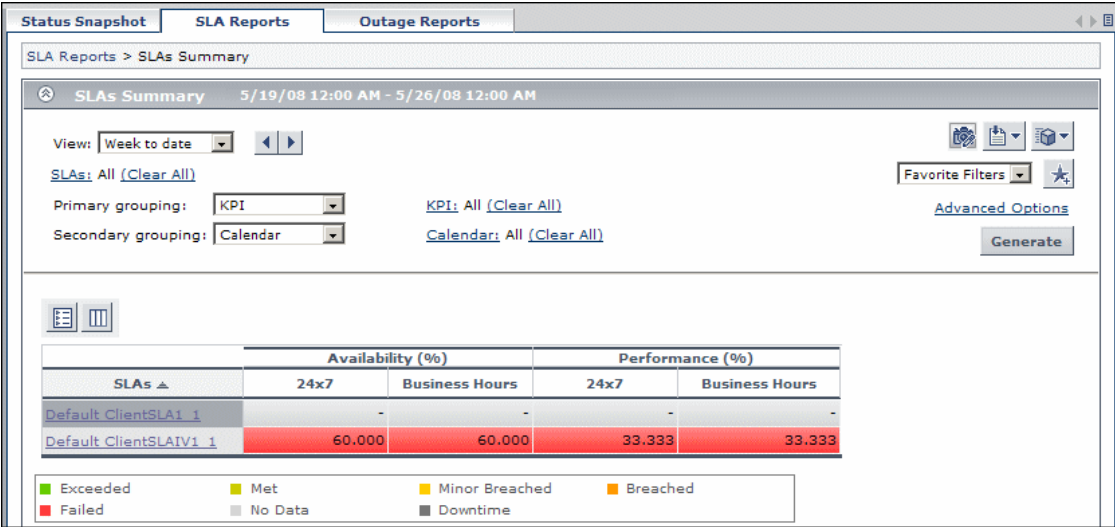 Status Snapshot SLA Reports Outage Reports
SLA Reports > SLAs Summary
SLAs Summary 5/19/08 12:00 AM - 5/26/08 12:00 AM
View: Week to date
SLAs: All (Clear All)
Favorite Filters
Primary grouping: KPI KPI: All (Clear All)
Advanced Options
Secondary grouping: Calendar Calendar: All (Clear All)
Generate
Availability (%) Performance (%)
SLAs 24x7 Business Hours 24x7 Business Hours
Default ClientSLA1_1 - - - -
Default ClientSLAIV1_1 60.000 60.000 33.333 33.333
Exceeded Met Minor Breached Breached
Failed No Data Downtime